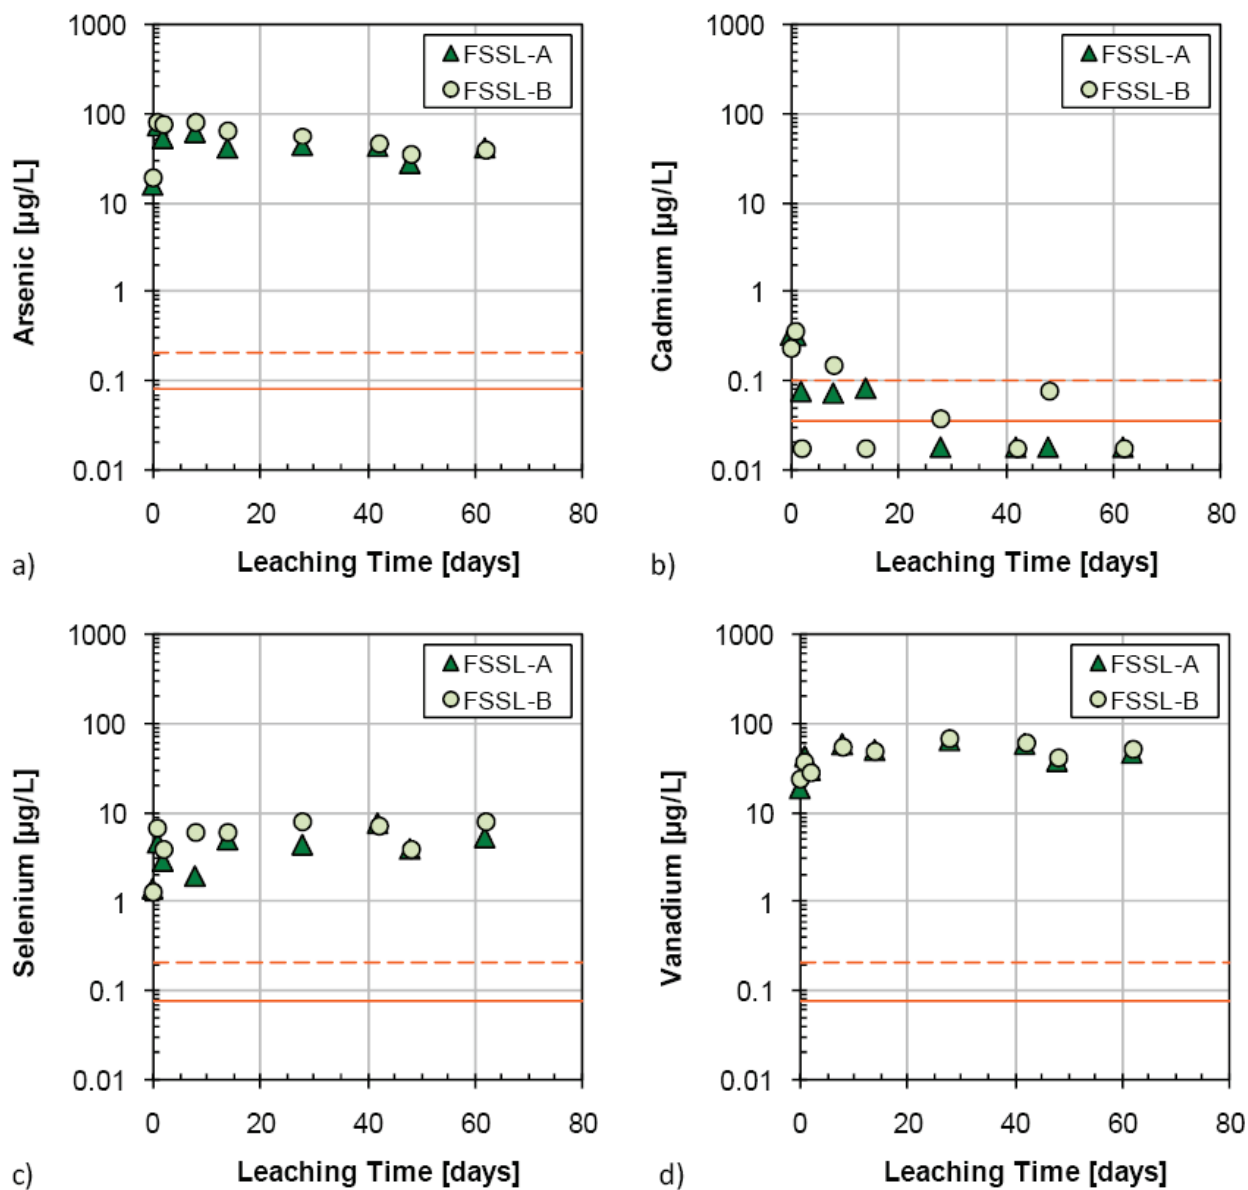 1000
100
10
1
0.1
0.01
Arsenic [µg/L]
FSSL-A
FSSL-B
0 20 40 60 80
Leaching Time [days]
a)
1000
100
10
1
0.1
0.01
Cadmium [µg/L]
FSSL-A
FSSL-B
0 20 40 60 80
Leaching Time [days]
b)
1000
100
10
1
0.1
0.01
Selenium [µg/L]
FSSL-A
FSSL-B
0 20 40 60 80
Leaching Time [days]
c)
1000
100
10
1
0.1
0.01
Vanadium [µg/L]
FSSL-A
FSSL-B
0 20 40 60 80
Leaching Time [days]
d)